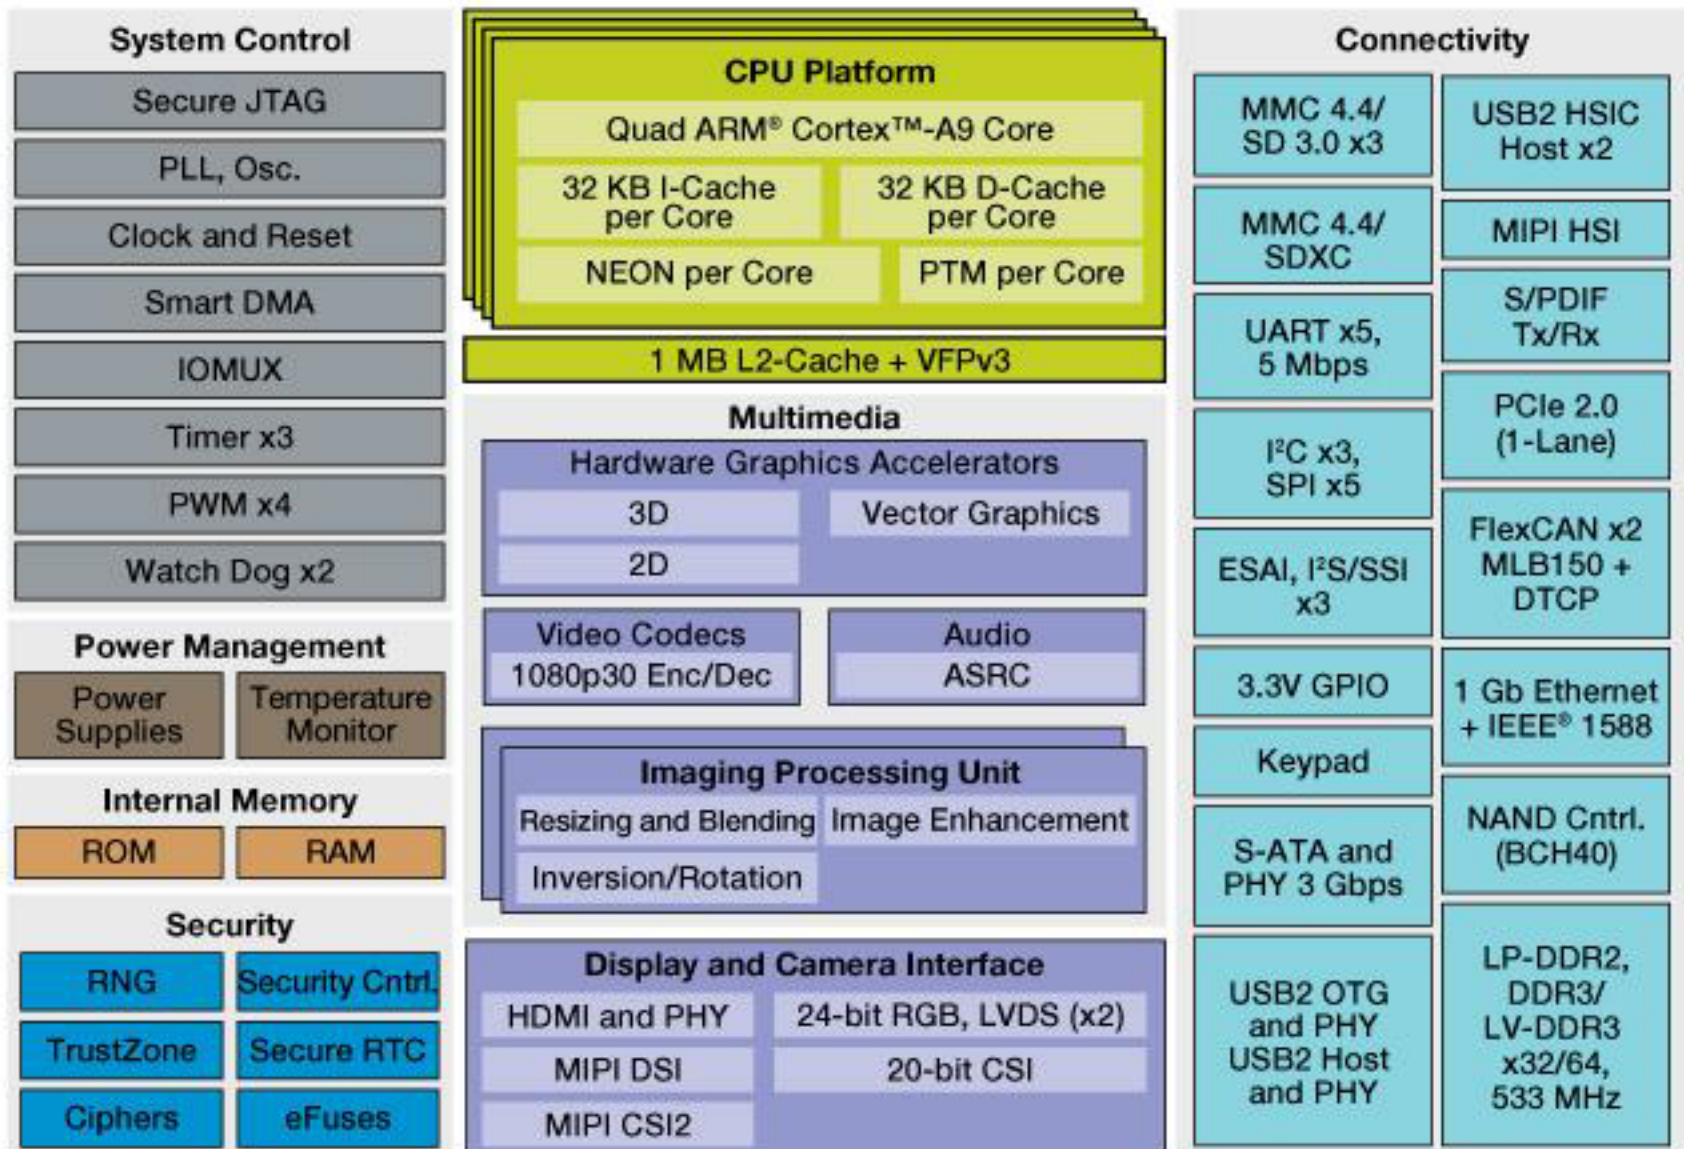 System Control
Secure JTAG
PLL, Osc.
Clock and Reset
Smart DMA
IOMUX
Timer x3
PWM x4
Watch Dog x2
Power Management
Power
Supplies
Temperature
Monitor
Internal Memory
ROM
RAM
Security
RNG
Security Cntrl.
TrustZone
Secure RTC
Ciphers
eFuses
CPU Platform
Quad ARM® Cortex™-A9 Core
32 KB I-Cache
per Core
32 KB D-Cache
per Core
NEON per Core
PTM per Core
1 MB L2-Cache + VFPv3
Multimedia
Hardware Graphics Accelerators
3D
Vector Graphics
2D
Video Codecs
1080p30 Enc/Dec
Audio
ASRC
Imaging Processing Unit
Resizing and Blending
Image Enhancement
Inversion/Rotation
Display and Camera Interface
HDMI and PHY
24-bit RGB, LVDS (x2)
MIPI DSI
20-bit CSI
MIPI CSI2
Connectivity
MMC 4.4/
SD 3.0 x3
MMC 4.4/
SDXC
UART x5,
5 Mbps
I²C x3,
SPI x5
ESAI, I²S/SSI
x3
3.3V GPIO
Keypad
S-ATA and
PHY 3 Gbps
USB2 OTG
and PHY
USB2 Host
and PHY
USB2 HSIC
Host x2
MIPI HSI
S/PDIF
Tx/Rx
PCIe 2.0
(1-Lane)
FlexCAN x2
MLB150 +
DTCP
1 Gb Ethernet
+ IEEE® 1588
NAND Cntrl.
(BCH40)
LP-DDR2,
DDR3/
LV-DDR3
x32/64,
533 MHz